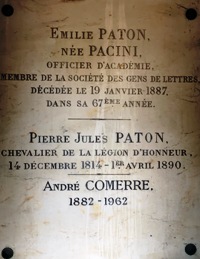 EMILIE PATON,
NÉE PACINI,
OFFICIER D'ACADÉMIE,
MEMBRE DE LA SOCIÉTÉ DES GENS DE LETTRES,
DÉCÉDÉE LE 19 JANVIER 1887,
DANS SA 67ÈME ANNÉE.
PIERRE JULES PATON,
CHEVALIER DE LA LÉGION D'HONNEUR,
14 DÉCEMBRE 1814 - 1ER AVRIL 1890.
ANDRÉ COMERRE,
1882 - 1962